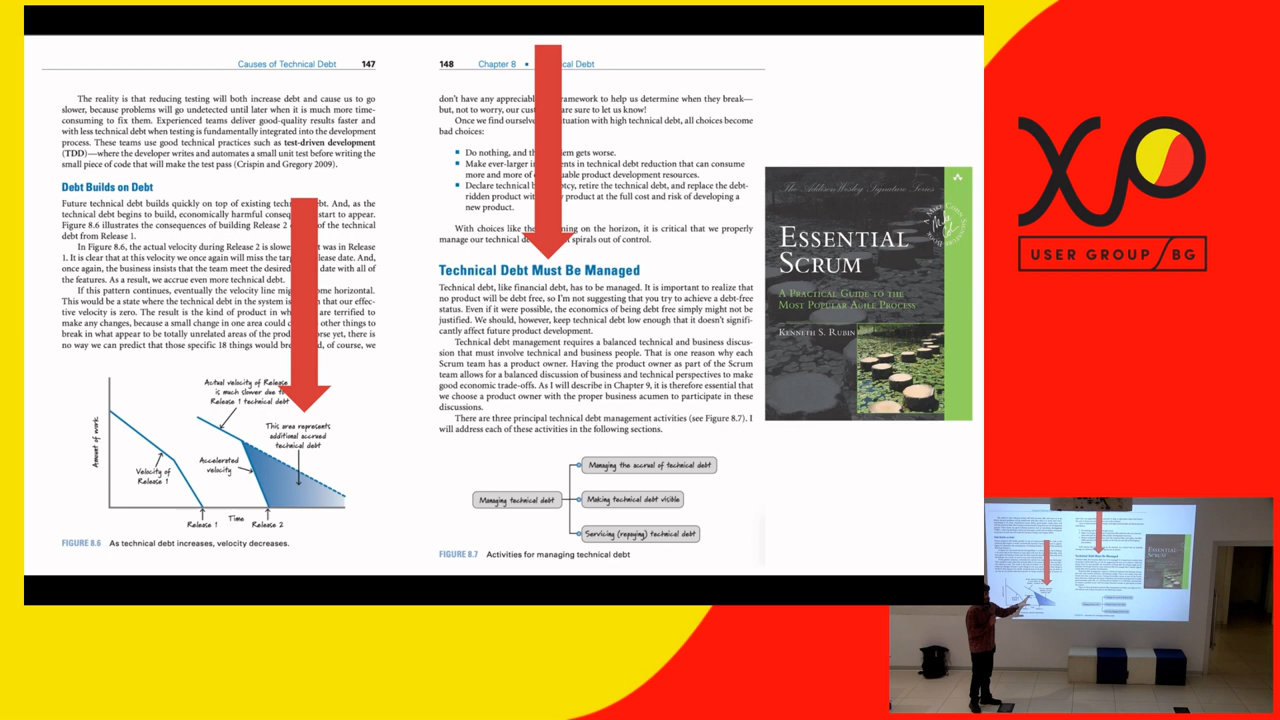 Causes of Technical Debt 147
The reality is that reducing testing will both increase debt and cause us to go
slower, because problems will go undetected until later when it is much more time-
consuming to fix them. Experienced teams deliver good-quality results faster and
with less technical debt when testing is fundamentally integrated into the development
process. These teams use good technical practices such as test-driven development
(TDD)—where the developer writes and automates a small unit test before writing the
small piece of code that will make the test pass (Crispin and Gregory 2009).
Debt Builds on Debt
Future technical debt builds quickly on top of existing techn bt. And, as the
technical debt begins to build, economically harmful conseq start to appear.
Figure 8.6 illustrates the consequences of building Release 2 of the technical
debt from Release 1.
In Figure 8.6, the actual velocity during Release 2 is slowe t was in Release
1. It is clear that at this velocity we once again will miss the tar ease date. And,
once again, the business insists that the team meet the desired date with all of
the features. As a result, we accrue even more technical debt.
If this pattern continues, eventually the velocity line mig ome horizontal.
This would be a state where the technical debt in the system is that our effec-
tive velocity is zero. The result is the kind of product in wh are terrified to
make any changes, because a small change in one area could c other things to
break in what appear to be totally unrelated areas of the prod rse yet, there is
no way we can predict that those specific 18 things would bre d, of course, we
Actual velocity of Release
is much slower due to
Release 1 technical debt
This area represents
additional accrued
technical debt
Amount of work
Velocity of
Release 1
Accelerated
velocity
Release 1
Time
Release 2
FIGURE 8.6 As technical debt increases, velocity decreases.
148 Chapter 8 ical Debt
don't have any appreciable ramework to help us determine when they break—
but, not to worry, our cus are sure to let us know!
Once we find ourselve ituation with high technical debt, all choices become
bad choices:
Do nothing, and th lem gets worse.
Make ever-larger in ents in technical debt reduction that can consume
more and more of uable product development resources.
Declare technical b tcy, retire the technical debt, and replace the debt-
ridden product with product at the full cost and risk of developing a
new product.
With choices like the ming on the horizon, it is critical that we properly
manage our technical de spirals out of control.
Technical Debt Must Be Managed
Technical debt, like financial debt, has to be managed. It is important to realize that
no product will be debt free, so I'm not suggesting that you try to achieve a debt-free
status. Even if it were possible, the economics of being debt free simply might not be
justified. We should, however, keep technical debt low enough that it doesn't signifi-
cantly affect future product development.
Technical debt management requires a balanced technical and business discus-
sion that must involve technical and business people. That is one reason why each
Scrum team has a product owner. Having the product owner as part of the Scrum
team allows for a balanced discussion of business and technical perspectives to make
good economic trade-offs. As I will describe in Chapter 9, it is therefore essential that
we choose a product owner with the proper business acumen to participate in these
discussions.
There are three principal technical debt management activities (see Figure 8.7). I
will address each of these activities in the following sections.
Managing technical debt
Managing the accrual of technical debt
Making technical debt visible
Servicing (repaying) technical debt
FIGURE 8.7 Activities for managing technical debt
The Addison Wesley Signature Series
ESSENTIAL
SCRUM
A PRACTICAL GUIDE TO THE
MOST POPULAR AGILE PROCESS
KENNETH S. RUBIN
XP
USER GROUP/BG
ESSENTIAL
SCRUM